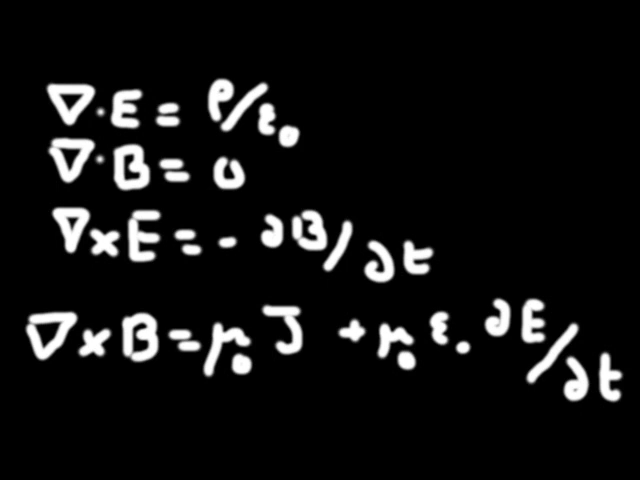 ∇·E = ρ/ε₀
∇·B = 0
∇×E = - ∂B/∂t
∇×B = μ₀J + μ₀ε₀ ∂E/∂t